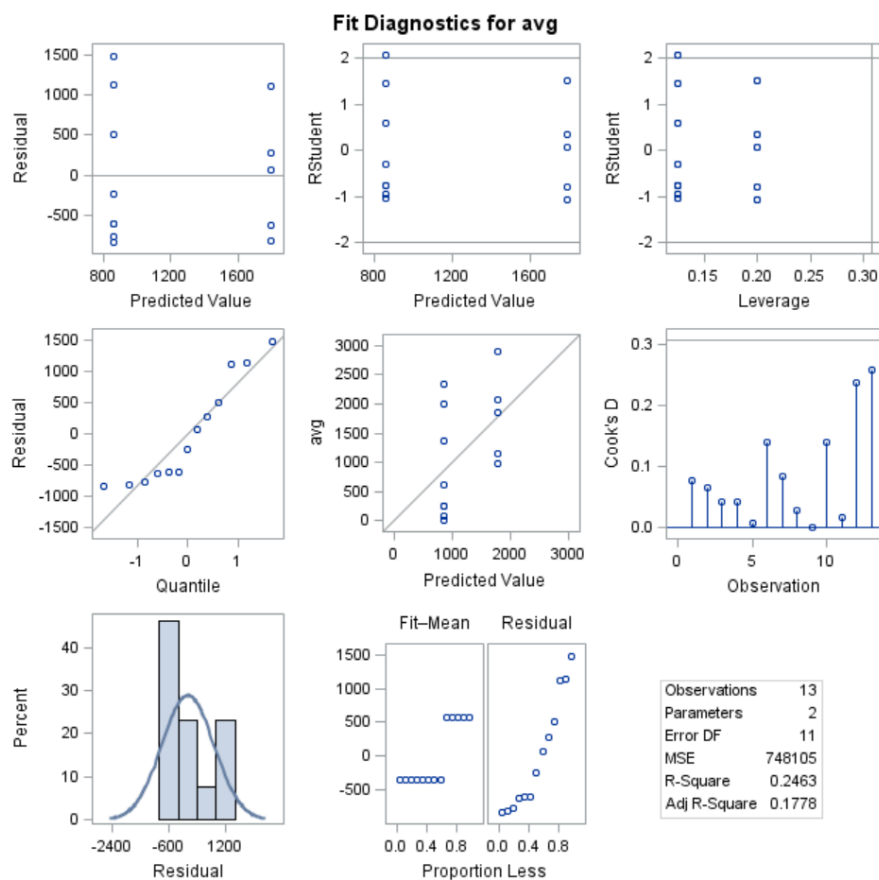 Fit Diagnostics for avg
1500
1000
500
0
-500
Residual
800 1200 1600
Predicted Value
2
1
0
-1
-2
RStudent
800 1200 1600
Predicted Value
2
1
0
-1
-2
RStudent
0.15 0.20 0.25 0.30
Leverage
1500
1000
500
0
-500
-1000
-1500
Residual
-1 0 1
Quantile
3000
2500
2000
1500
1000
500
0
avg
0 1000 2000 3000
Predicted Value
0.3
0.2
0.1
0.0
Cook's D
0 5 10
Observation
40
30
20
10
0
Percent
-2400 -600 1200
Residual
Fit–Mean Residual
1500
1000
500
0
-500
0.0 0.4 0.8 0.0 0.4 0.8
Proportion Less
Observations 13
Parameters 2
Error DF 11
MSE 748105
R-Square 0.2463
Adj R-Square 0.1778